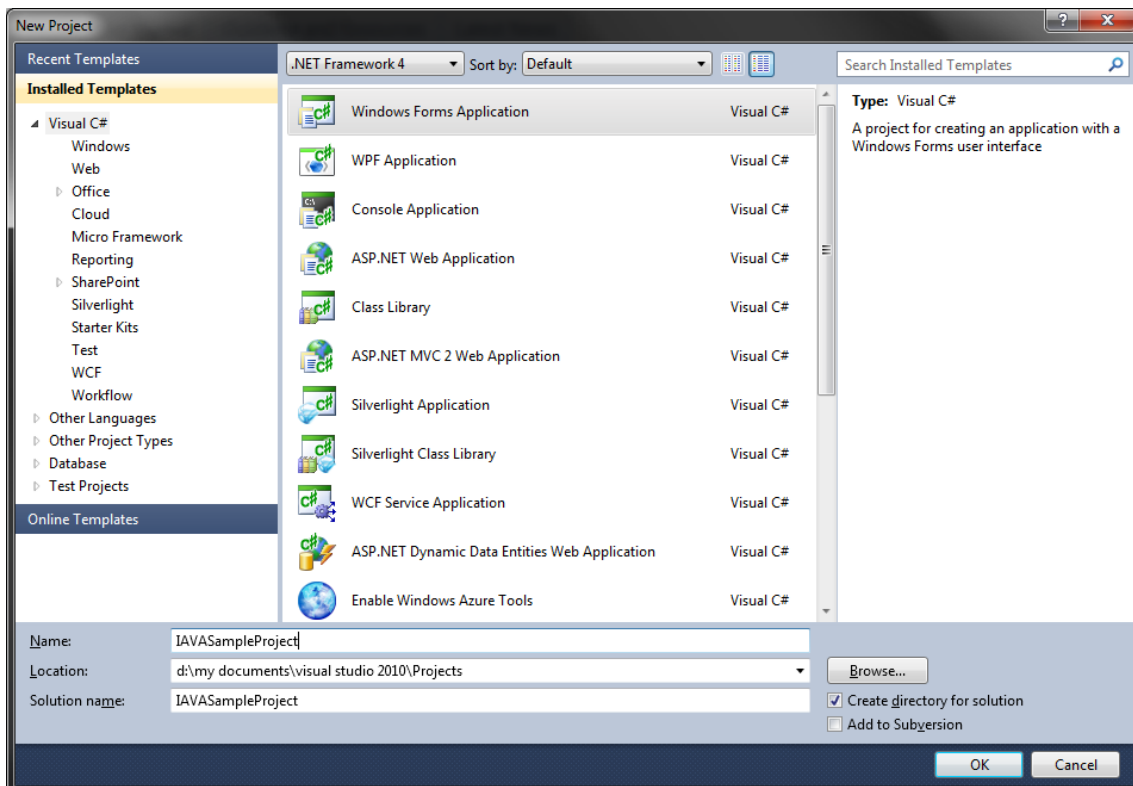 New Project
Recent Templates
Installed Templates
Visual C#
Windows
Web
Office
Cloud
Micro Framework
Reporting
SharePoint
Silverlight
Starter Kits
Test
WCF
Workflow
Other Languages
Other Project Types
Database
Test Projects
Online Templates
.NET Framework 4 Sort by: Default
Windows Forms Application Visual C#
WPF Application Visual C#
Console Application Visual C#
ASP.NET Web Application Visual C#
Class Library Visual C#
ASP.NET MVC 2 Web Application Visual C#
Silverlight Application Visual C#
Silverlight Class Library Visual C#
WCF Service Application Visual C#
ASP.NET Dynamic Data Entities Web Application Visual C#
Enable Windows Azure Tools Visual C#
Search Installed Templates
Type: Visual C#
A project for creating an application with a
Windows Forms user interface
Name: IAVASampleProject
Location: d:\my documents\visual studio 2010\Projects Browse...
Solution name: IAVASampleProject
Create directory for solution
Add to Subversion
OK Cancel